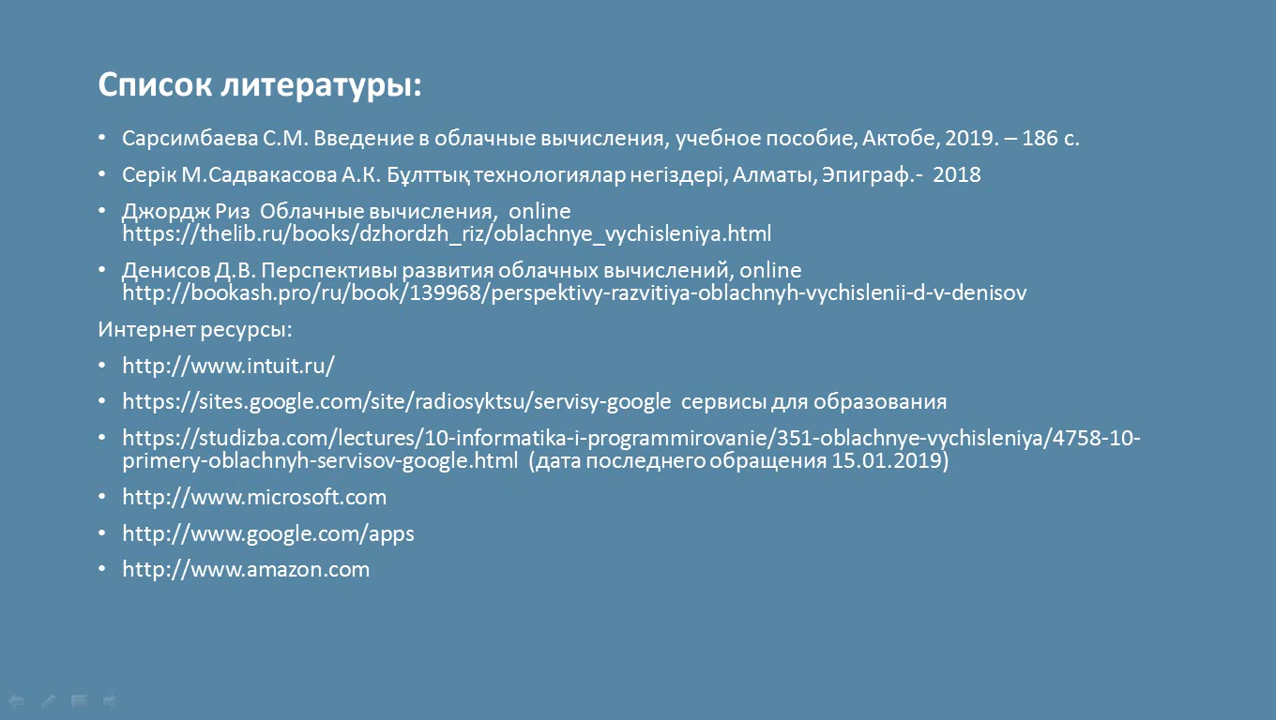 Список литературы:
• Сарсимбаева С.М. Введение в облачные вычисления, учебное пособие, Актобе, 2019. – 186 с.
• Серік М.Садвакасова А.К. Бұлттық технологиялар негіздері, Алматы, Эпиграф.- 2018
• Джордж Риз Облачные вычисления, online
https://thelib.ru/books/dzhordzh_riz/oblachnye_vychisleniya.html
• Денисов Д.В. Перспективы развития облачных вычислений, online
http://bookash.pro/ru/book/139968/perspektivy-razvitiya-oblachnyh-vychislenii-d-v-denisov
Интернет ресурсы:
• http://www.intuit.ru/
• https://sites.google.com/site/radiosyktsu/servisy-google сервисы для образования
• https://studizba.com/lectures/10-informatika-i-programmirovanie/351-oblachnye-vychisleniya/4758-10-
primery-oblachnyh-servisov-google.html (дата последнего обращения 15.01.2019)
• http://www.microsoft.com
• http://www.google.com/apps
• http://www.amazon.com